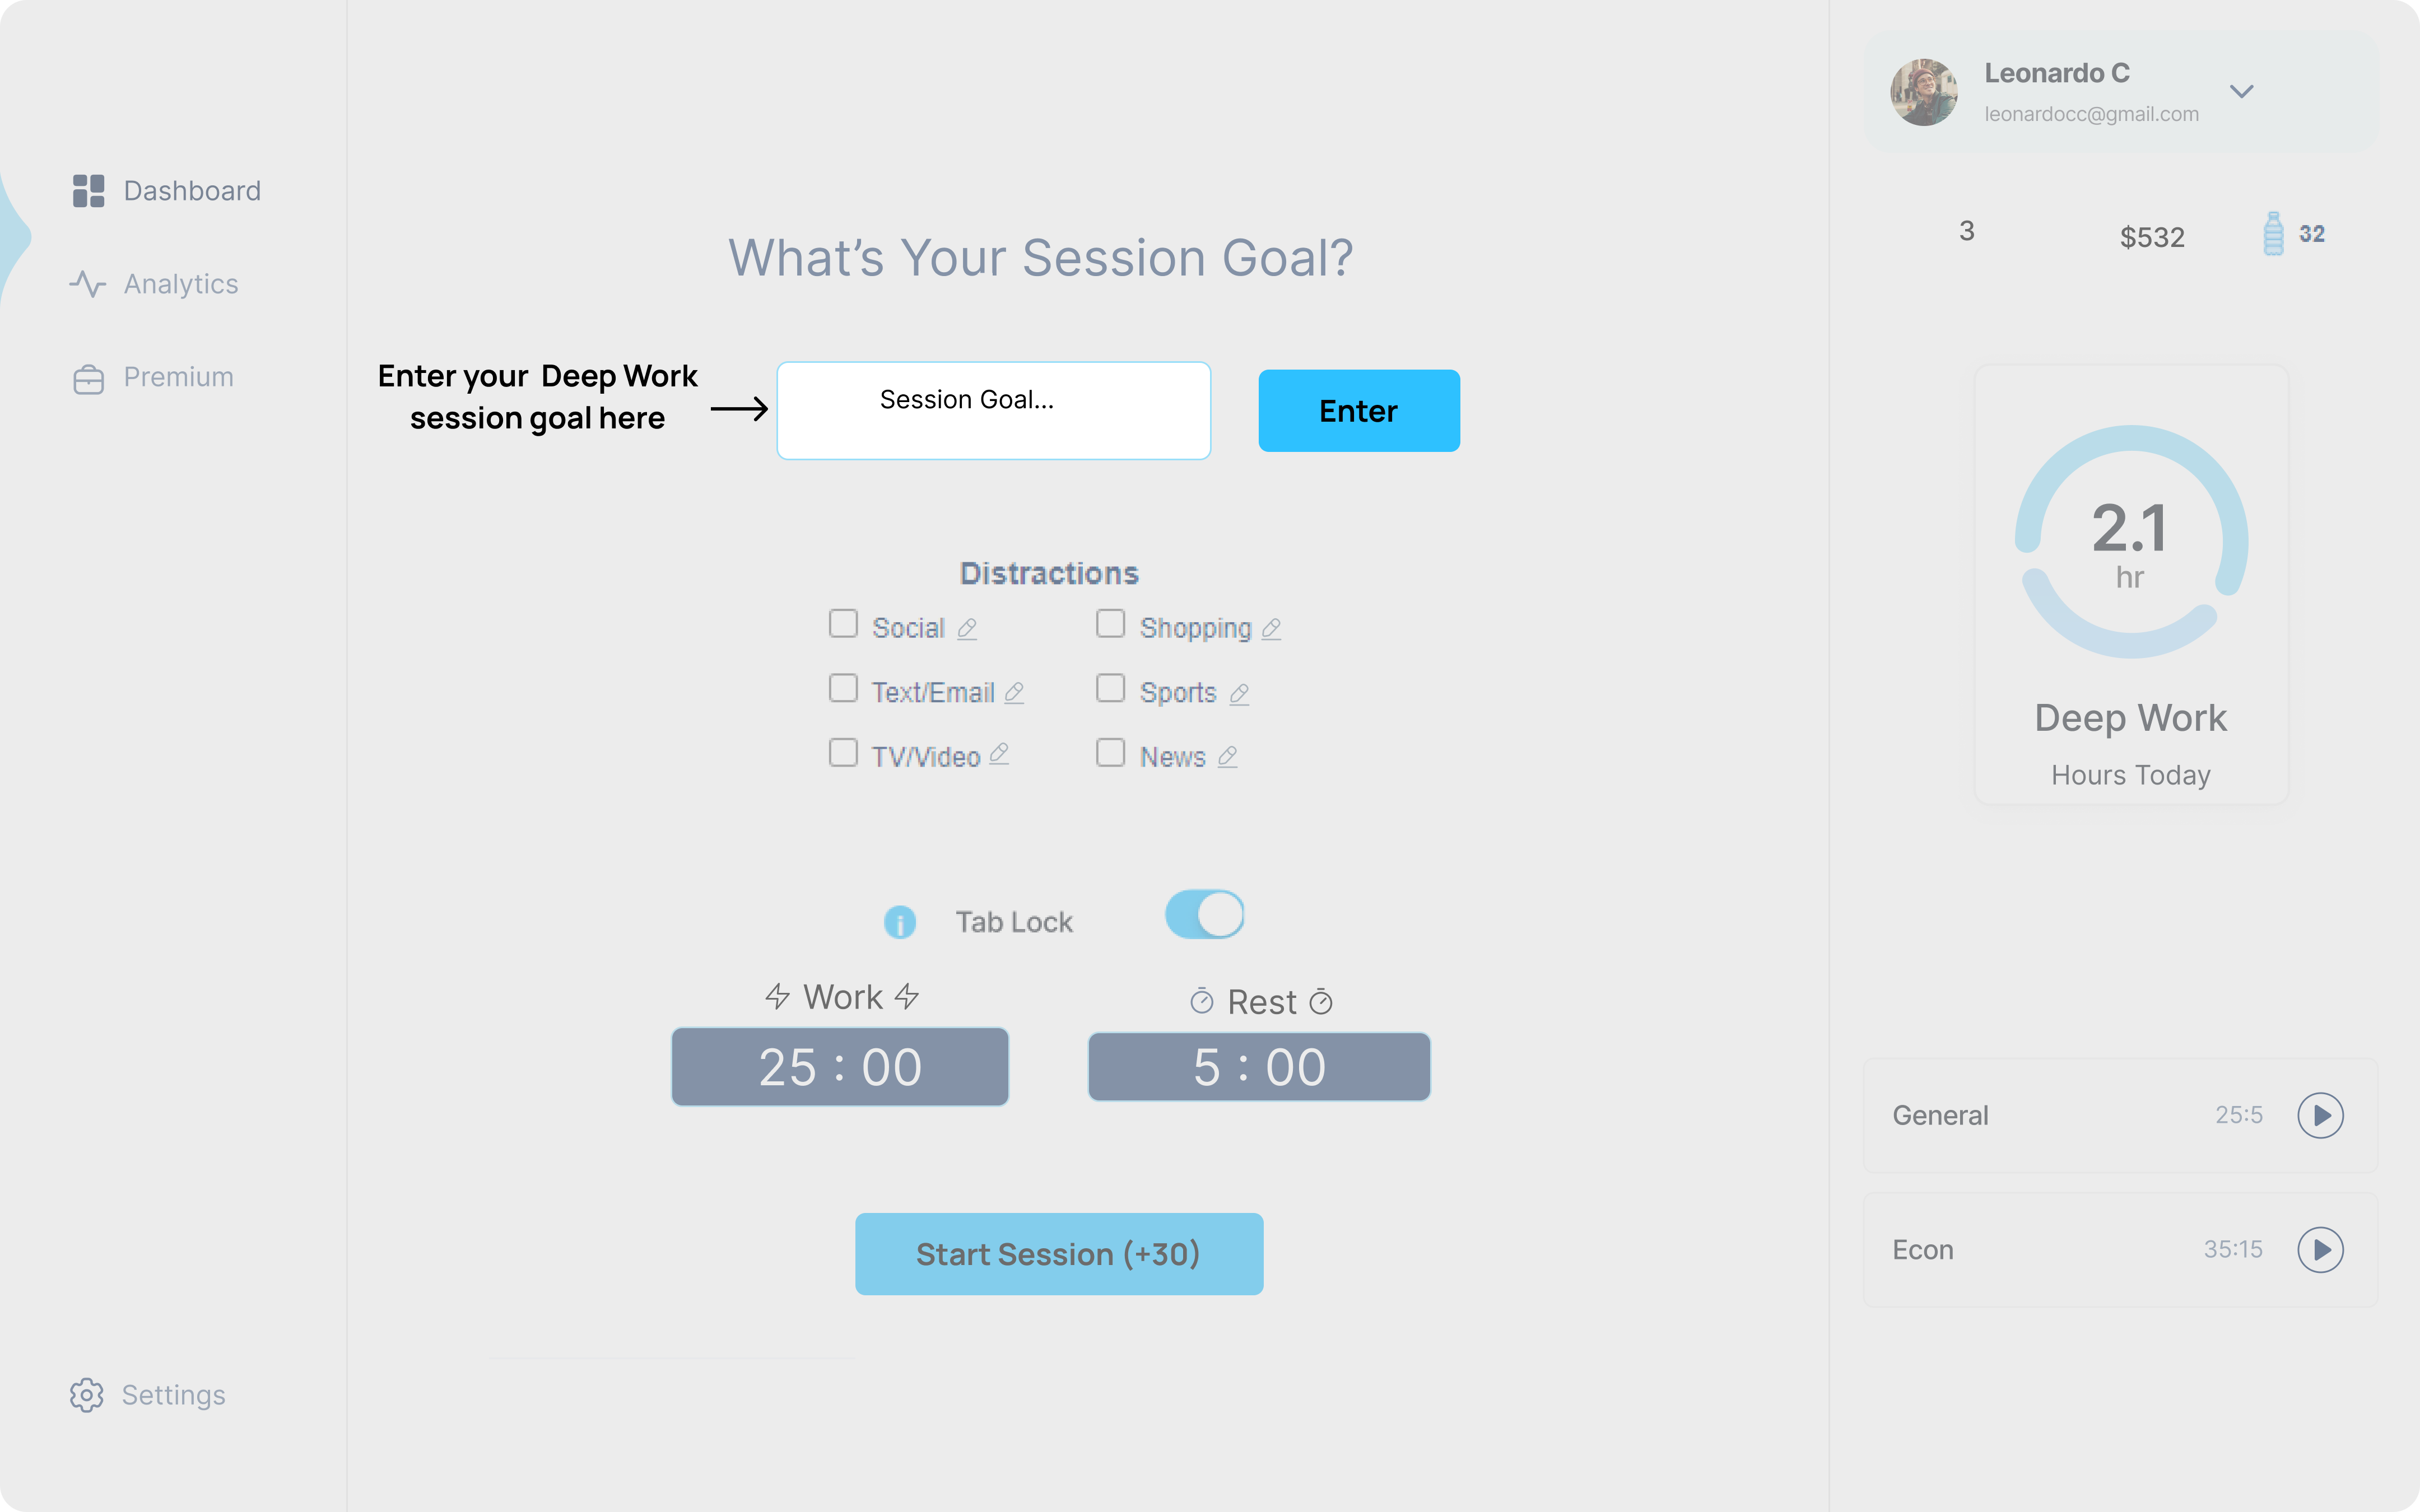 Dashboard
Analytics
Premium
Settings
What's Your Session Goal?
Enter your Deep Work
session goal here
Session Goal...
Enter
Distractions
Social
Shopping
Text/Email
Sports
TV/Video
News
i
Tab Lock
Work
Rest
25 : 00
5 : 00
Start Session (+30)
Leonardo C
leonardocc@gmail.com
3
$532
32
2.1
hr
Deep Work
Hours Today
General
25:5
Econ
35:15